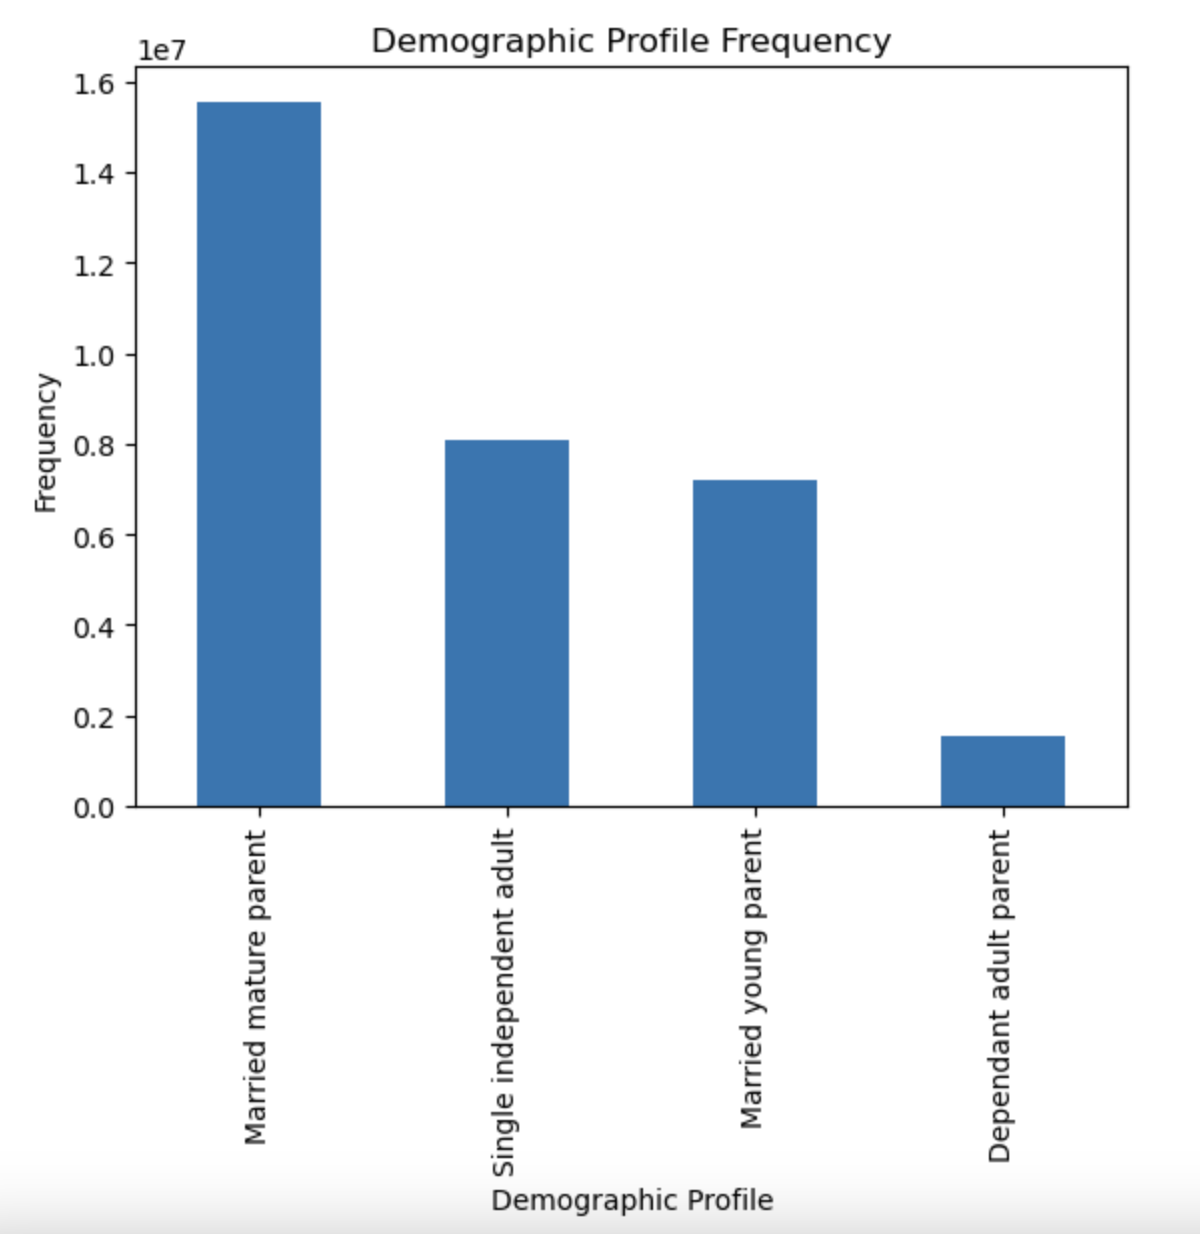 Demographic Profile Frequency
1e7
1.6
1.4
1.2
1.0
0.8
0.6
0.4
0.2
0.0
Frequency
Married mature parent
Single independent adult
Married young parent
Dependant adult parent
Demographic Profile